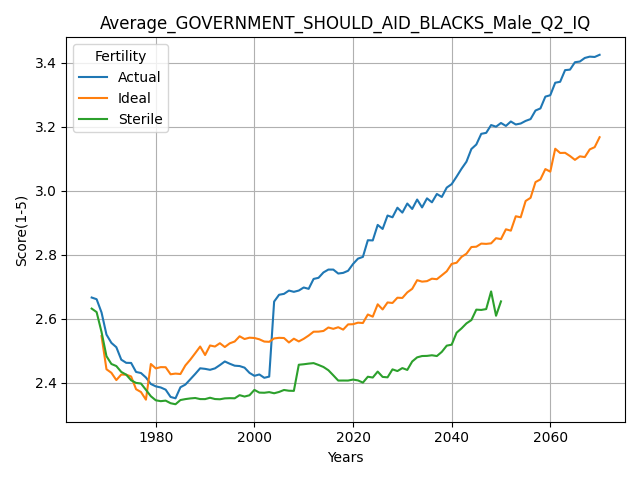 Average_GOVERNMENT_SHOULD_AID_BLACKS_Male_Q2_IQ
Fertility
Actual
Ideal
Sterile
Score(1-5)
3.4
3.2
3.0
2.8
2.6
2.4
1980 2000 2020 2040 2060
Years